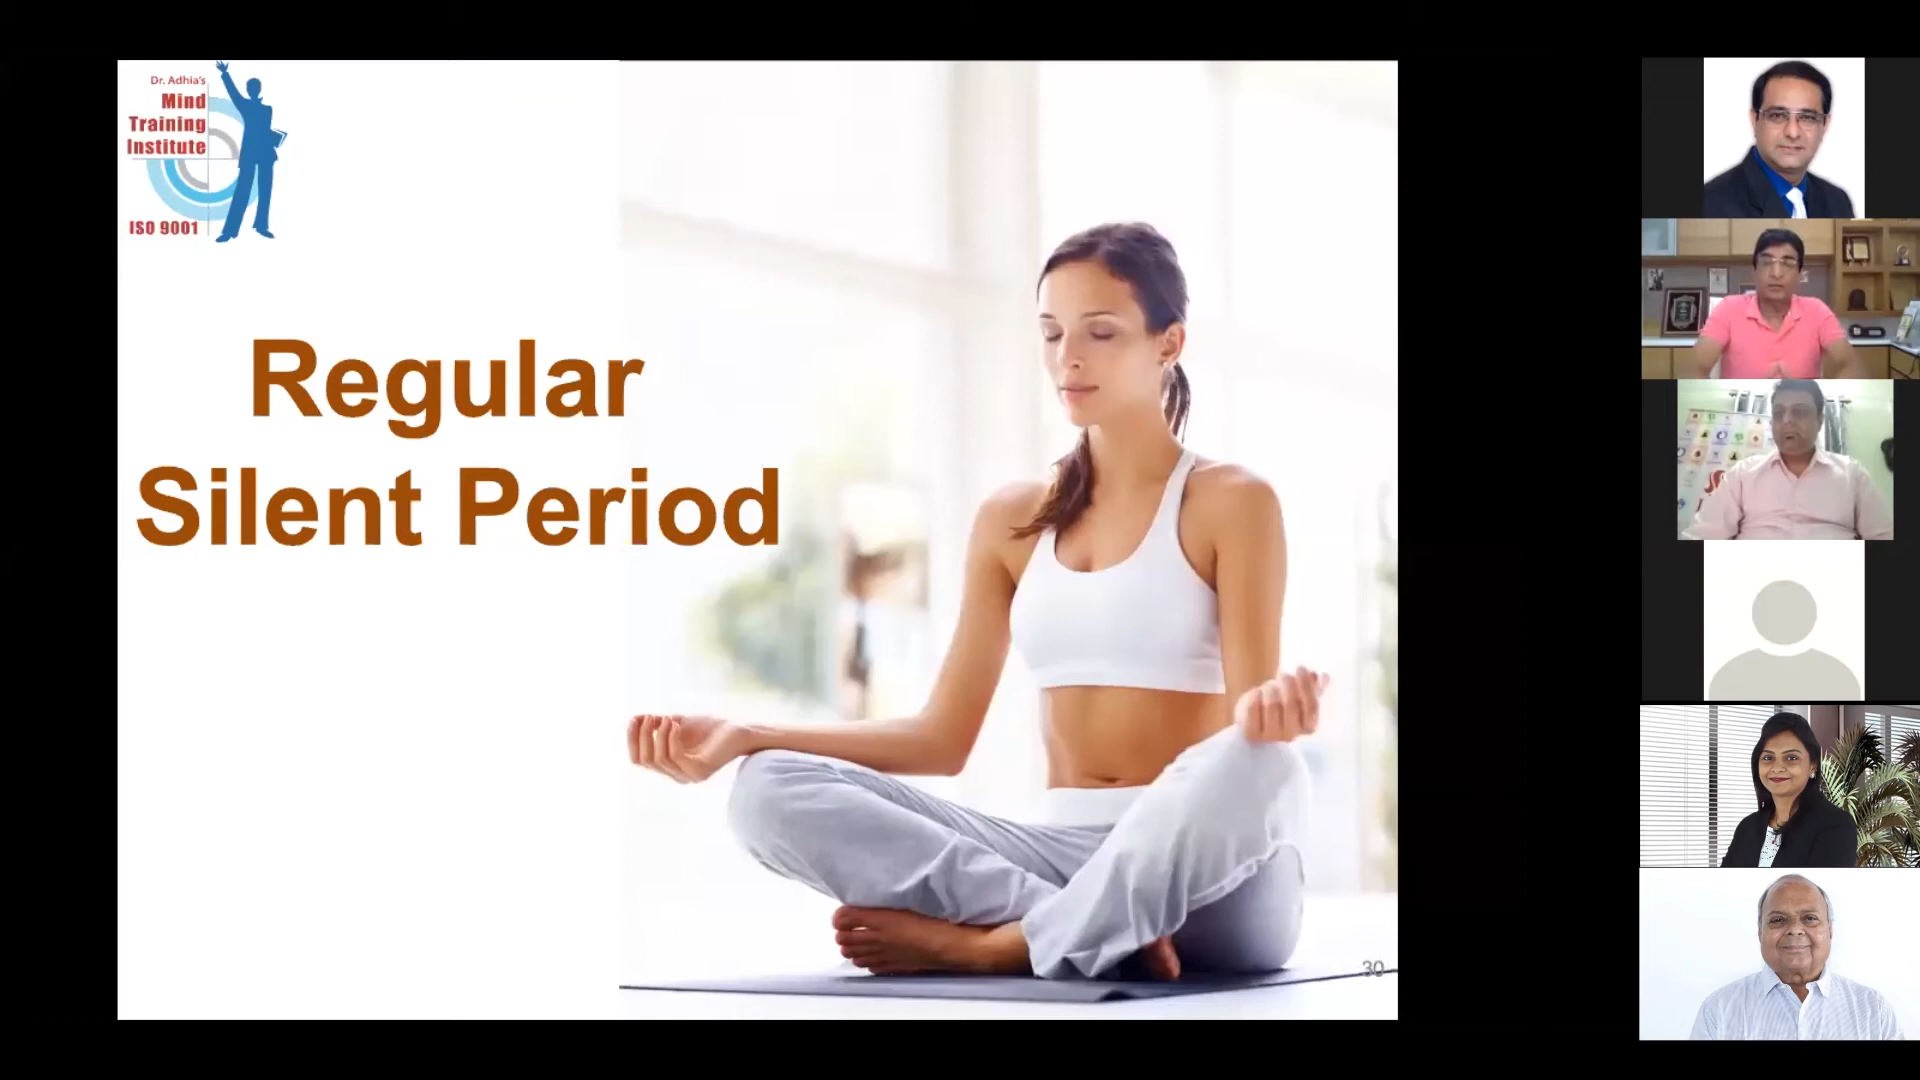 Dr. Adhia's
Mind
Training
Institute
ISO 9001
Regular
Silent Period
30